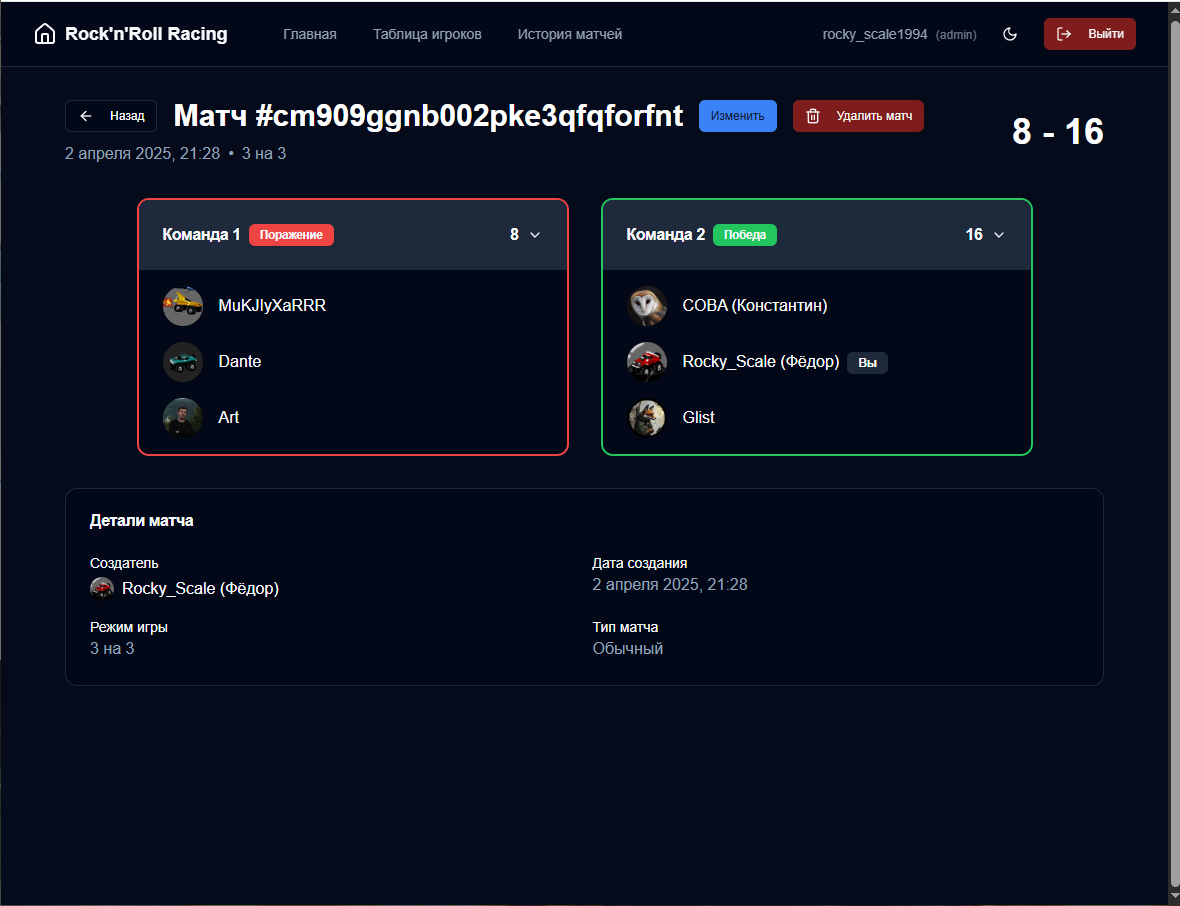 Rock'n'Roll Racing Главная Таблица игроков История матчей rocky_scale1994 (admin) Выйти
Назад Матч #cm909ggnb002pke3qfqforfnt Изменить Удалить матч
8 - 16
2 апреля 2025, 21:28 • 3 на 3
Команда 1 Поражение 8
MuKJIyXaRRR
Dante
Art
Команда 2 Победа 16
СОВА (Константин)
Rocky_Scale (Фёдор) Вы
Glist
Детали матча
Создатель
Rocky_Scale (Фёдор)
Дата создания
2 апреля 2025, 21:28
Режим игры
3 на 3
Тип матча
Обычный